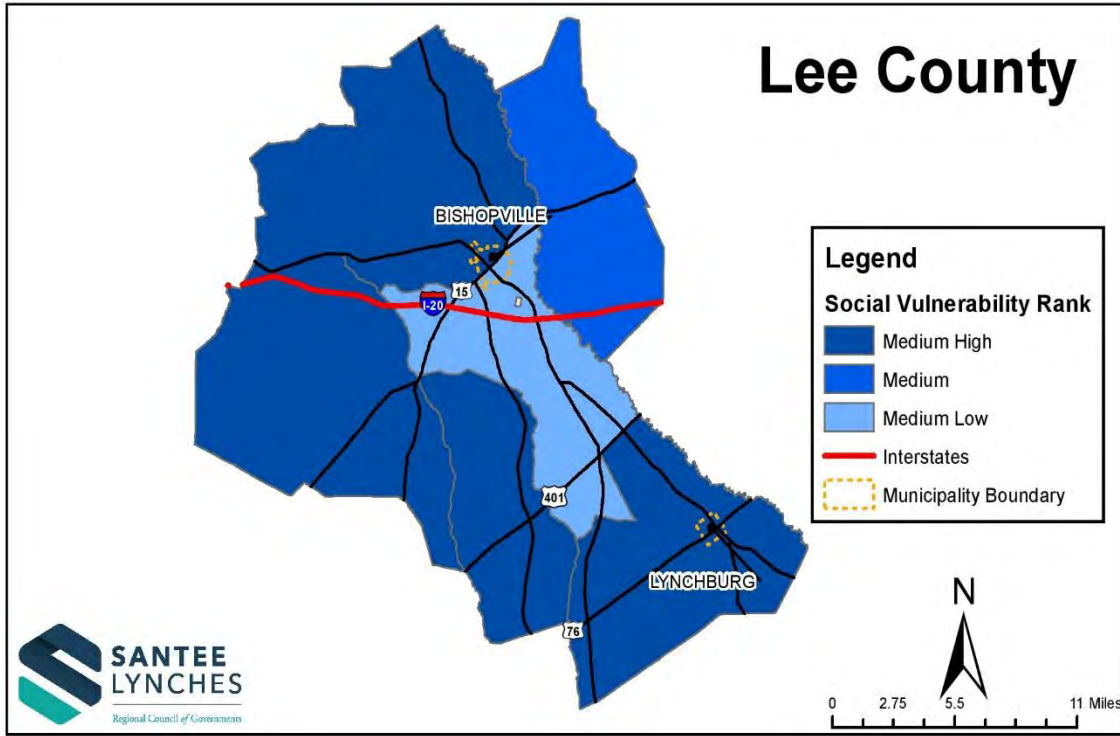 Lee County
BISHOPVILLE
15
I-20
401
LYNCHBURG
76
Legend
Social Vulnerability Rank
Medium High
Medium
Medium Low
Interstates
Municipality Boundary
N
0 2.75 5.5 11 Miles
SANTEE
LYNCHES
Regional Council of Governments